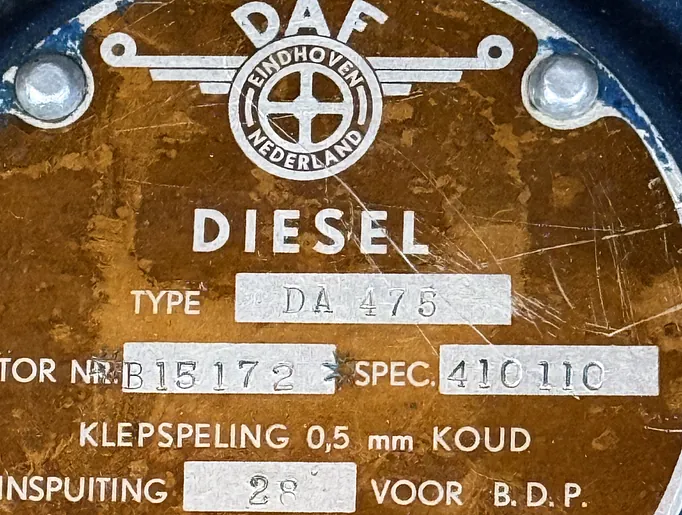 DAF
EINDHOVEN
NEDERLAND
DIESEL
TYPE DA 475
TOR NR. B15172 * SPEC. 410110
KLEPSPELING 0,5 mm KOUD
INSPUITING 28° VOOR B.D.P.